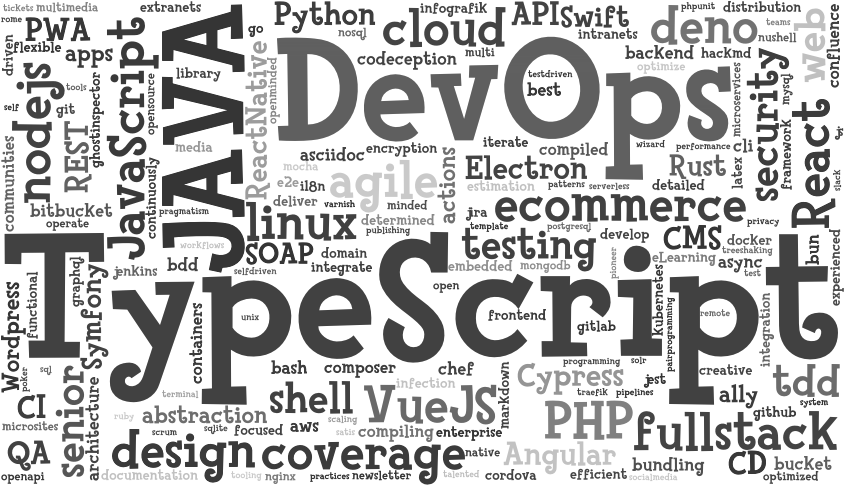 tickets
multimedia
extranets
rome
PWA
flexible
driven
apps
JavaScript
JAVA
go
Python
infografik
API
Swift
phpunit
distribution
nosql
cloud
intranets
deno
teams
nushell
web
confluence
codeception
multi
backend
hackmd
optimize
library
ReactNative
openminded
DevOps
testdriven
best
microservices
security
mysql
nodejs
tools
self
git
opensource
ghostinspector
REST
communities
media
mocha
asciidoc
encryption
iterate
compiled
wizard
performance
cli
latex
framework
React
qa
slack
e2e
i18n
agile
actions
Electron
estimation
patterns
serverless
Rust
detailed
continuously
pragmatism
deliver
varnish
minded
bitbucket
operate
linux
determined
publishing
jra
ecommerce
template
postgresql
privacy
workflows
SOAP
domain
integrate
testing
develop
CMS
docker
treeshaking
bun
experienced
jenkins
bdd
selfdriven
embedded
mongodb
pioneer
eLearning
async
test
TypeScript
functional
graphql
Symfony
Wordpress
containers
unix
open
frontend
gitlab
kubernetes
pairprogramming
remote
integration
poker
sql
bash
composer
chef
programming
solr
creative
senior
architecture
terminal
shell
infection
markdown
Cypress
traefik
pipelines
jest
ally
tdd
system
CI
microsites
ruby
abstraction
scaling
VueJS
PHP
github
fullstack
scrum
sqlite
focused
aws
satis
compiling
enterprise
QA
openapi
design
coverage
native
Angular
bundling
CD
bucket
optimized
documentation
tooling
nginx
practices
newsletter
talented
cordova
efficient
socialmedia